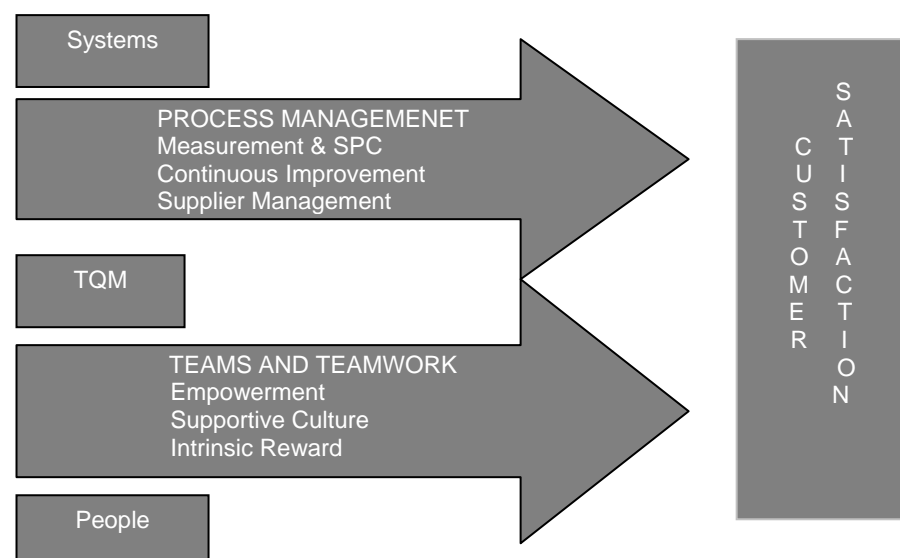 Systems
PROCESS MANAGEMENET
Measurement & SPC
Continuous Improvement
Supplier Management
TQM
TEAMS AND TEAMWORK
Empowerment
Supportive Culture
Intrinsic Reward
People
CUSTOMER
SATISFACTION